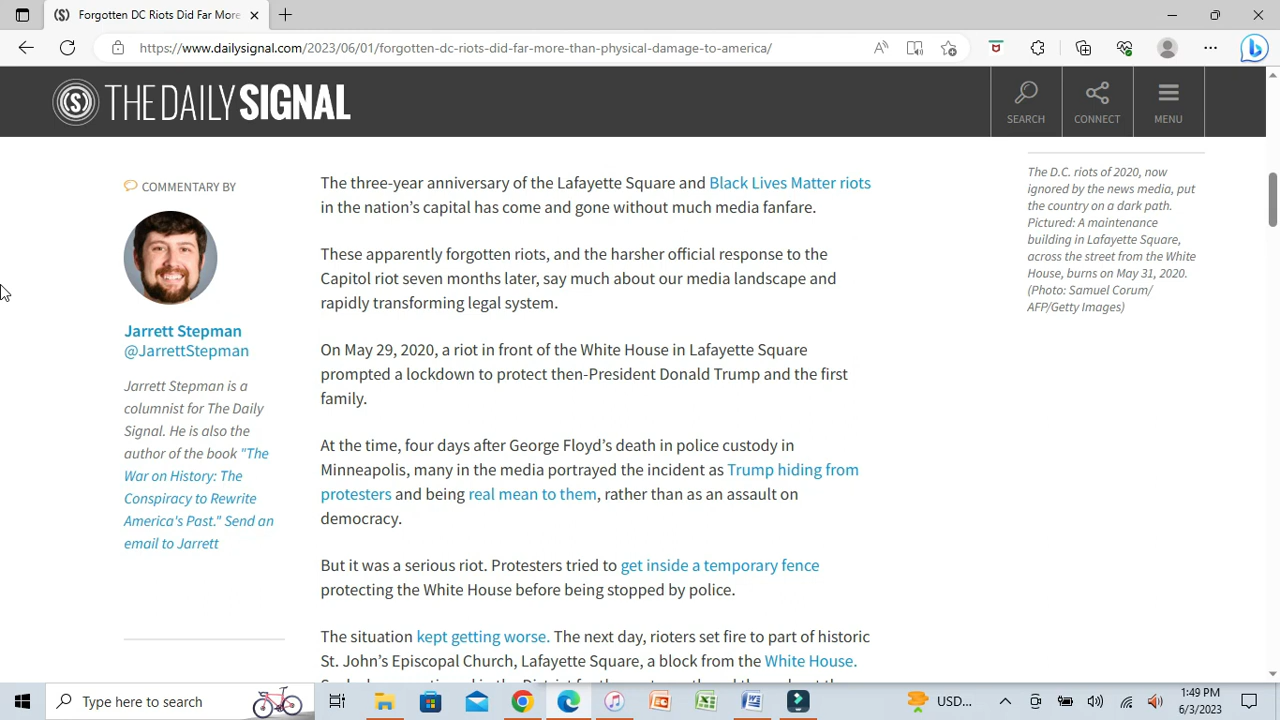 Forgotten DC Riots Did Far More
https://www.dailysignal.com/2023/06/01/forgotten-dc-riots-did-far-more-than-physical-damage-to-america/
THE DAILY SIGNAL
SEARCH
CONNECT
MENU
COMMENTARY BY
Jarrett Stepman
@JarrettStepman
Jarrett Stepman is a
columnist for The Daily
Signal. He is also the
author of the book "The
War on History: The
Conspiracy to Rewrite
America's Past." Send an
email to Jarrett
The three-year anniversary of the Lafayette Square and Black Lives Matter riots
in the nation’s capital has come and gone without much media fanfare.
These apparently forgotten riots, and the harsher official response to the
Capitol riot seven months later, say much about our media landscape and
rapidly transforming legal system.
On May 29, 2020, a riot in front of the White House in Lafayette Square
prompted a lockdown to protect then-President Donald Trump and the first
family.
At the time, four days after George Floyd’s death in police custody in
Minneapolis, many in the media portrayed the incident as Trump hiding from
protesters and being real mean to them, rather than as an assault on
democracy.
But it was a serious riot. Protesters tried to get inside a temporary fence
protecting the White House before being stopped by police.
The situation kept getting worse. The next day, rioters set fire to part of historic
St. John’s Episcopal Church, Lafayette Square, a block from the White House.
The D.C. riots of 2020, now
ignored by the news media, put
the country on a dark path.
Pictured: A maintenance
building in Lafayette Square,
across the street from the White
House, burns on May 31, 2020.
(Photo: Samuel Corum/
AFP/Getty Images)
Type here to search
USD...
1:49 PM
6/3/2023